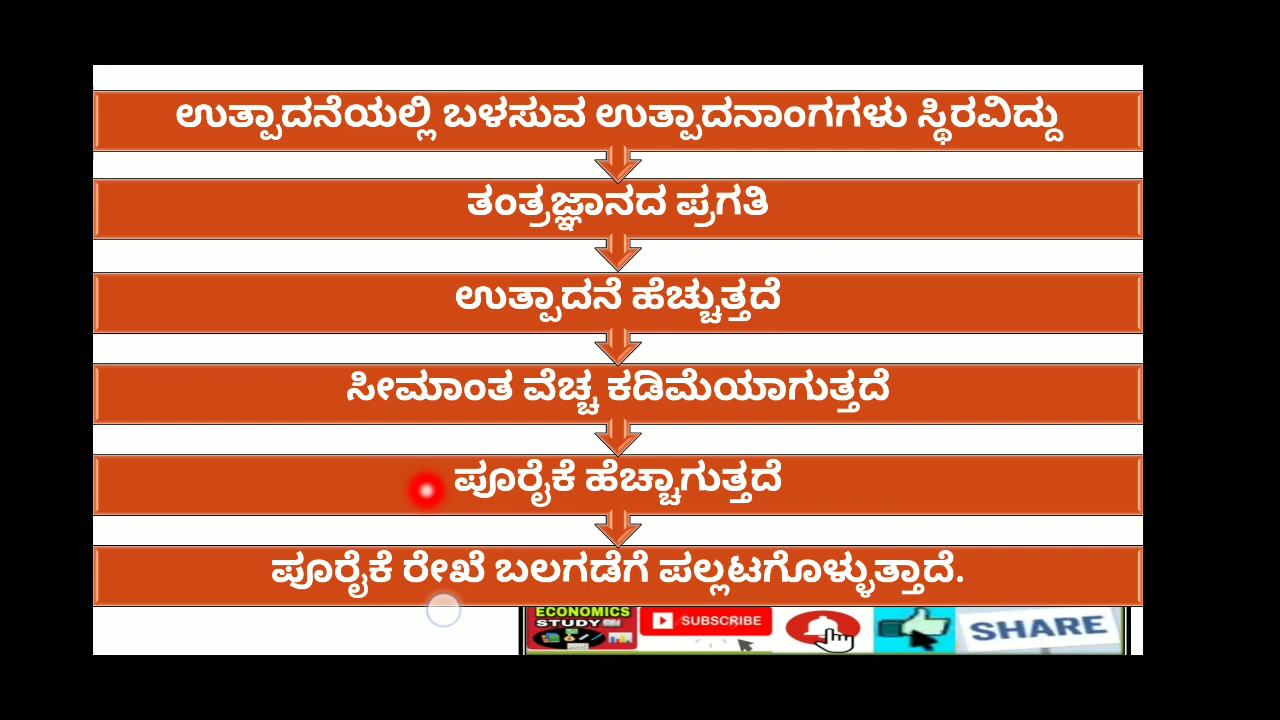 ಉತ್ಪಾದನೆಯಲ್ಲಿ ಬಳಸುವ ಉತ್ಪಾದನಾಂಗಗಳು ಸ್ಥಿರವಿದ್ದು
ತಂತ್ರಜ್ಞಾನದ ಪ್ರಗತಿ
ಉತ್ಪಾದನೆ ಹೆಚ್ಚುತ್ತದೆ
ಸೀಮಾಂತ ವೆಚ್ಚ ಕಡಿಮೆಯಾಗುತ್ತದೆ
ಪೂರೈಕೆ ಹೆಚ್ಚಾಗುತ್ತದೆ
ಪೂರೈಕೆ ರೇಖೆ ಬಲಗಡೆಗೆ ಪಲ್ಲಟಗೊಳ್ಳುತ್ತಾದೆ.
ECONOMICS
STUDY
SUBSCRIBE
SHARE